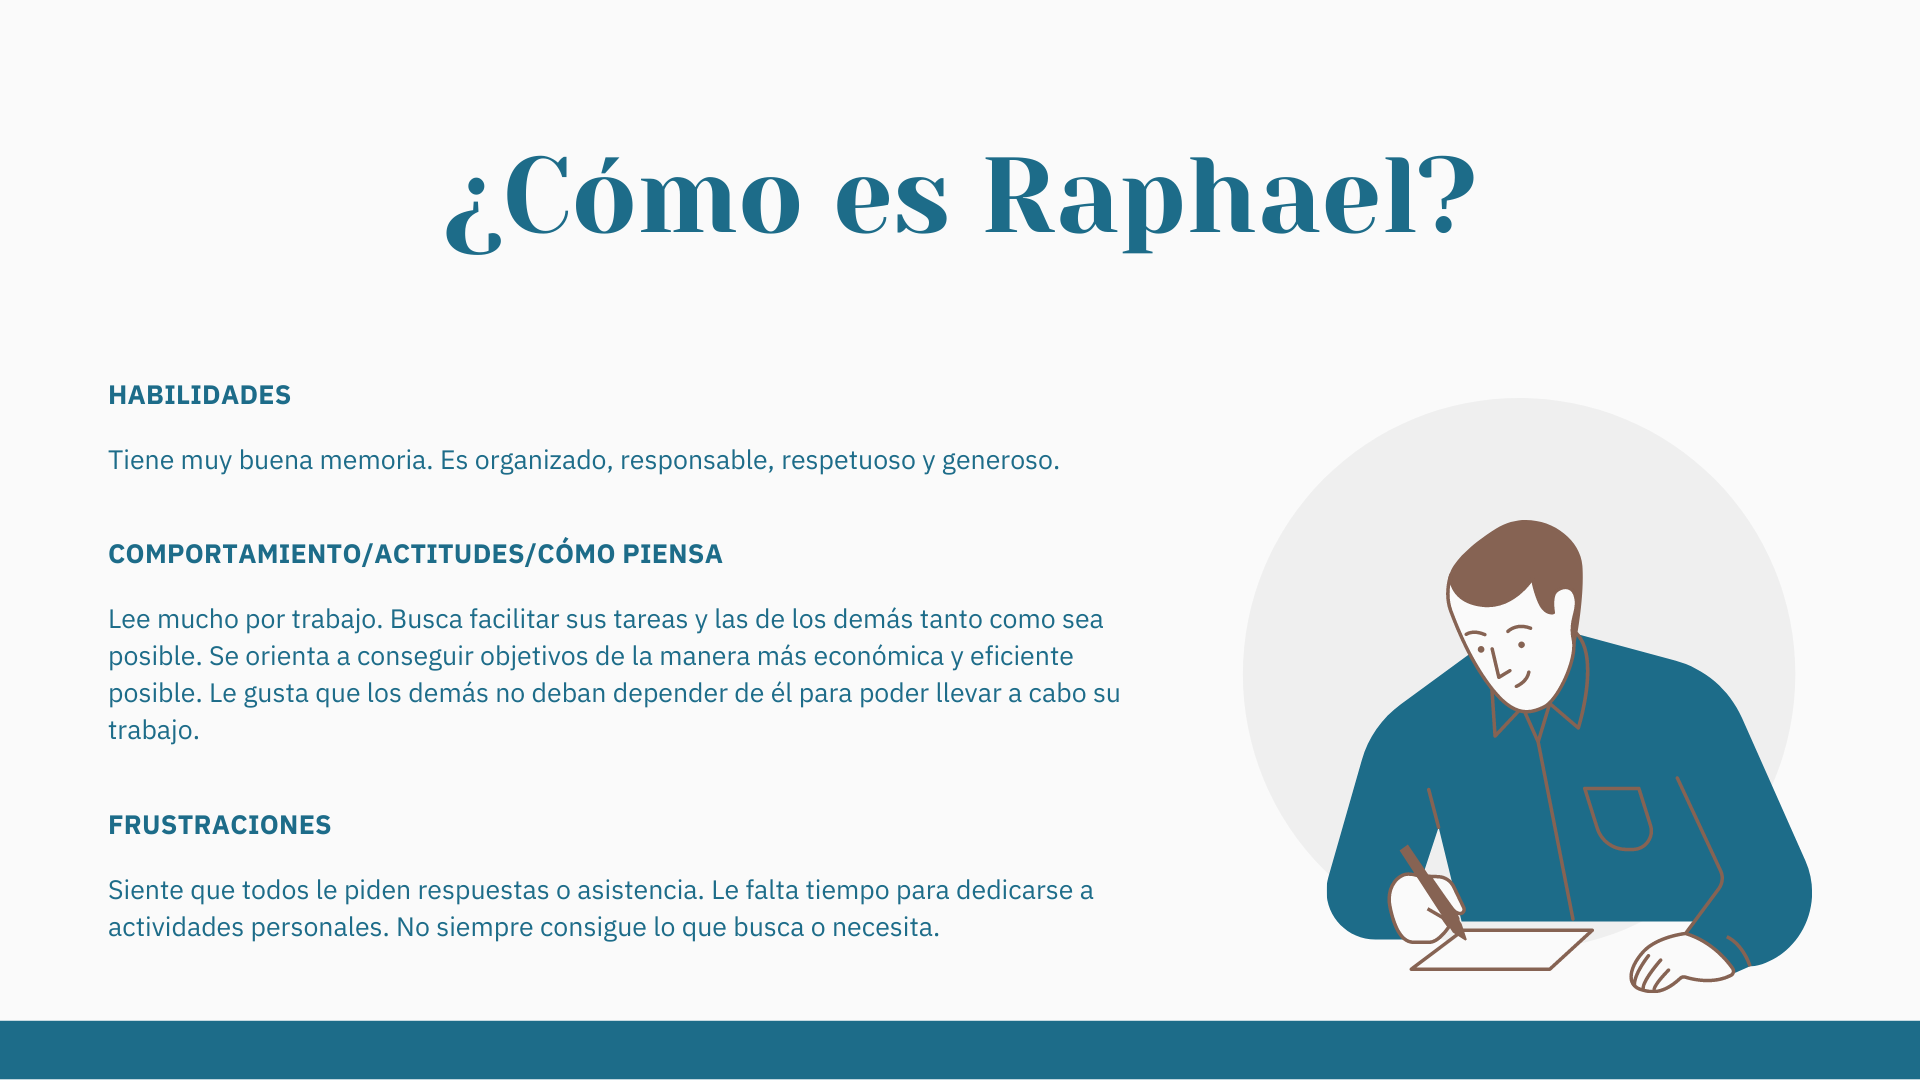 ¿Cómo es Raphael?
HABILIDADES
Tiene muy buena memoria. Es organizado, responsable, respetuoso y generoso.
COMPORTAMIENTO/ACTITUDES/CÓMO PIENSA
Lee mucho por trabajo. Busca facilitar sus tareas y las de los demás tanto como sea
posible. Se orienta a conseguir objetivos de la manera más económica y eficiente
posible. Le gusta que los demás no deban depender de él para poder llevar a cabo su
trabajo.
FRUSTRACIONES
Siente que todos le piden respuestas o asistencia. Le falta tiempo para dedicarse a
actividades personales. No siempre consigue lo que busca o necesita.